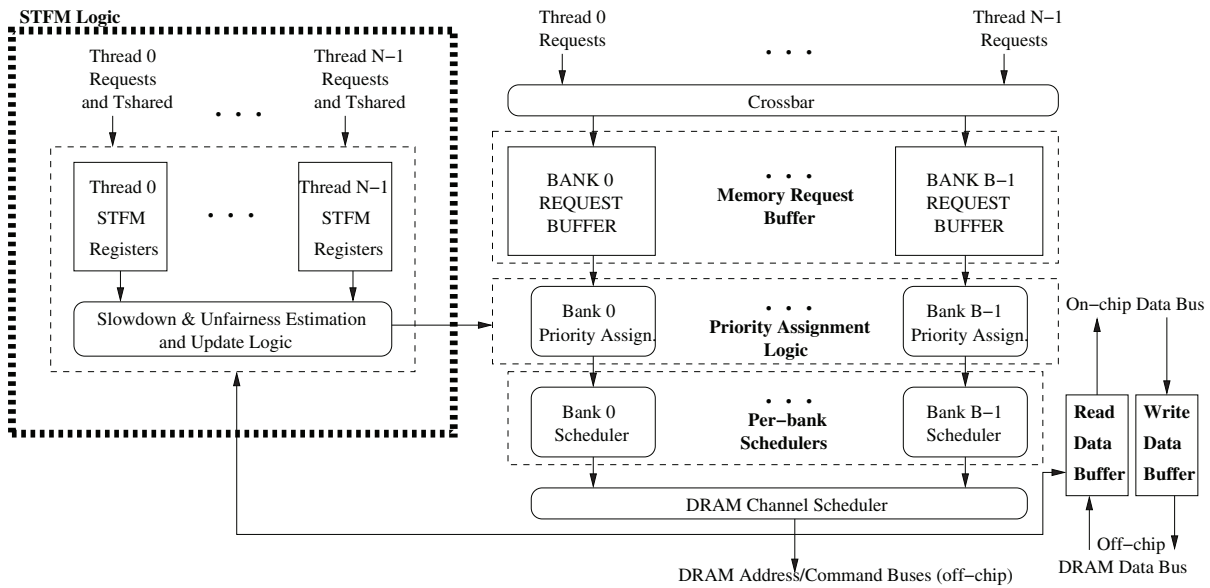 STFM Logic
Thread 0
Requests
and Tshared
Thread N−1
Requests
and Tshared
Thread 0
STFM
Registers
Thread N−1
STFM
Registers
Slowdown & Unfairness Estimation
and Update Logic
Thread 0
Requests
Thread N−1
Requests
Crossbar
BANK 0
REQUEST
BUFFER
Memory Request
Buffer
BANK B−1
REQUEST
BUFFER
Bank 0
Priority Assign.
Priority Assignment
Logic
Bank B−1
Priority Assign.
Bank 0
Scheduler
Per−bank
Schedulers
Bank B−1
Scheduler
DRAM Channel Scheduler
DRAM Address/Command Buses (off−chip)
On−chip Data Bus
Read
Data
Buffer
Write
Data
Buffer
Off−chip
DRAM Data Bus